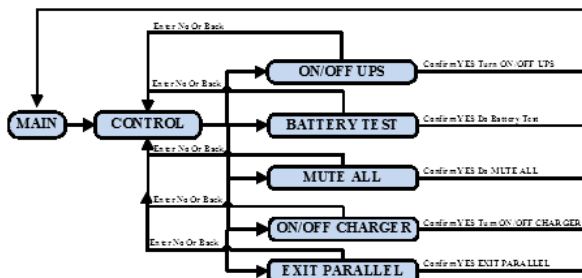 Enter No Or Back
ON/OFF UPS
Confirm YES Turn ON/OFF UPS
Enter No Or Back
MAIN
CONTROL
BATTERY TEST
Confirm YES Do Battery Test
Enter No Or Back
MUTE ALL
Confirm YES Do MUTE ALL
Enter No Or Back
ON/OFF CHARGER
Confirm YES Turn ON/OFF CHARGER
Enter No Or Back
EXIT PARALLEL
Confirm YES EXIT PARALLEL